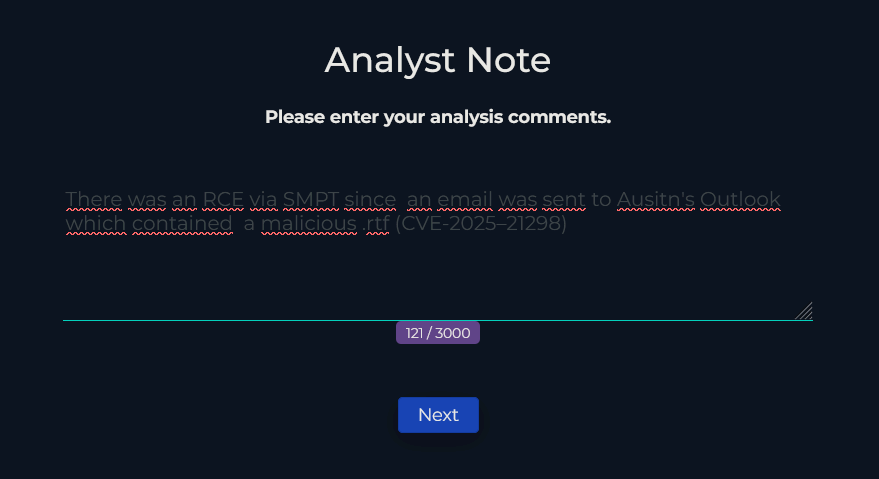 Analyst Note
Please enter your analysis comments.
There was an RCE via SMPT since  an email was sent to Ausitn's Outlook
which contained  a malicious .rtf (CVE-2025–21298)
121 / 3000
Next